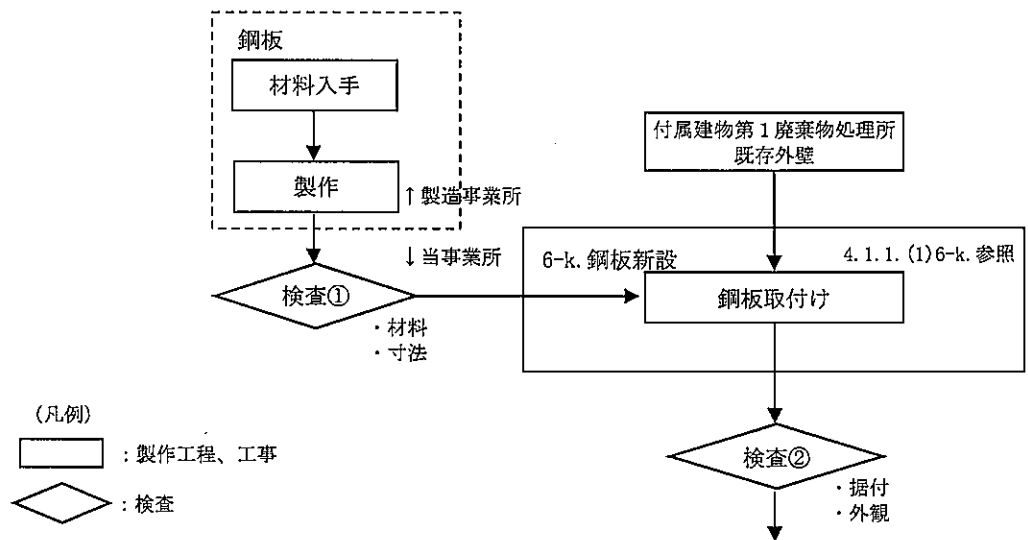 鋼板
材料入手
製作
↑ 製造事業所
↓ 当事業所
検査①
・材料
・寸法
付属建物第１廃棄物処理所
既存外壁
6-k. 鋼板新設
4.1.1.(1)6-k. 参照
鋼板取付け
検査②
・据付
・外観
(凡例)
：製作工程、工事
：検査